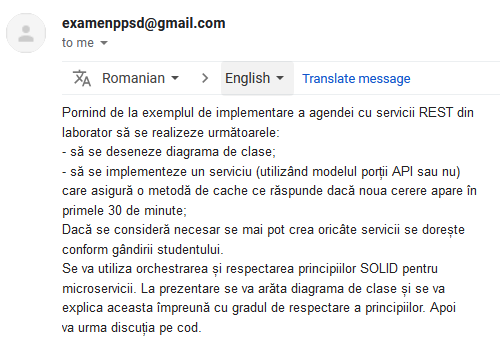 examenppsd@gmail.com
to me
Romanian > English Translate message
Pornind de la exemplul de implementare a agendei cu servicii REST din
laborator să se realizeze următoarele:
- să se deseneze diagrama de clase;
- să se implementeze un serviciu (utilizând modelul porții API sau nu)
care asigură o metodă de cache ce răspunde dacă noua cerere apare în
primele 30 de minute;
Dacă se consideră necesar se mai pot crea oricâte servicii se dorește
conform gândirii studentului.
Se va utiliza orchestrarea și respectarea principiilor SOLID pentru
microservicii. La prezentare se va arăta diagrama de clase și se va
explica aceasta împreună cu gradul de respectare a principiilor. Apoi
va urma discuția pe cod.